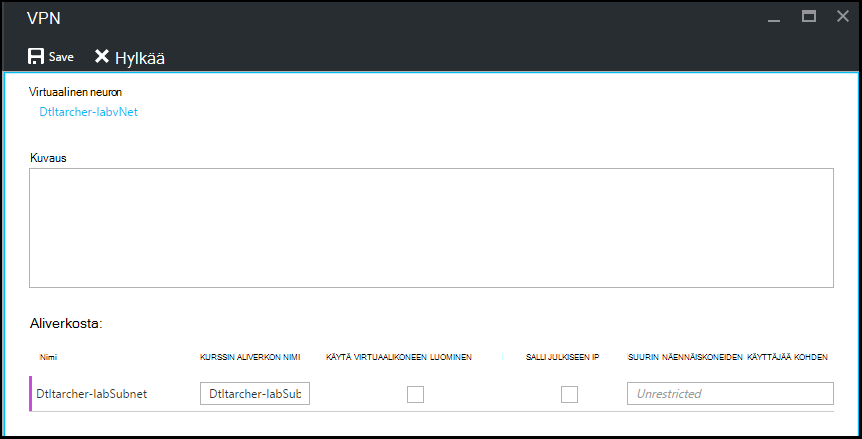 VPN
Save Hylkää
Virtuaalinen neuron
Dtltarcher-labvNet
Kuvaus
Aliverkosta:
Nimi KURSSIN ALIVERKON NIMI KÄYTÄ VIRTUAALIKONEEN LUOMINEN SALLI JULKISEEN IP SUURIN NÄENNÄISKONEIDEN KÄYTTÄJÄÄ KOHDEN
Dtltarcher-labSubnet Dtltarcher-labSub Unrestricted